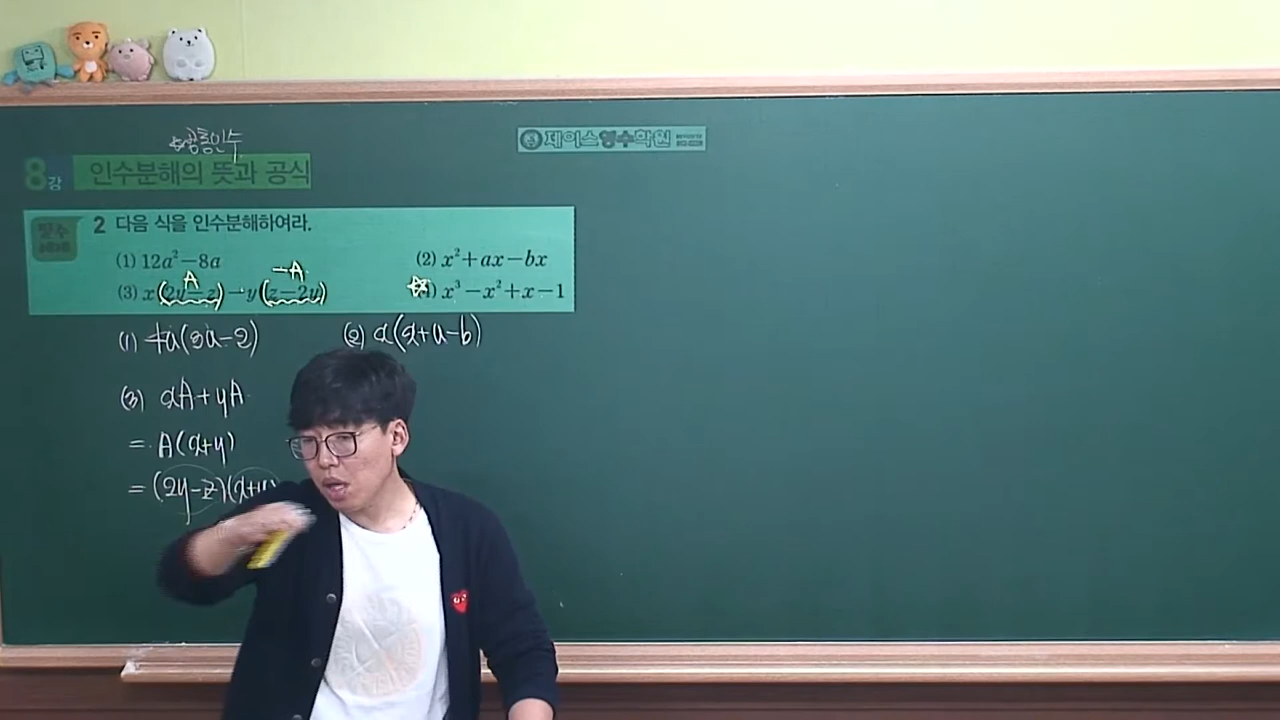 ☆공통인수
제이스영수학원
8강 인수분해의 뜻과 공식
필수
2 다음 식을 인수분해하여라.
(1) 12a²-8a
(2) x²+ax-bx
A
-A
(3) x(2y-z)-y(z-2y)
☆(4) x³-x²+x-1
(1) 4a(3a-2)
(2) x(x+a-b)
(3) xA+yA
= A(x+y)
= (2y-z)(x+y)